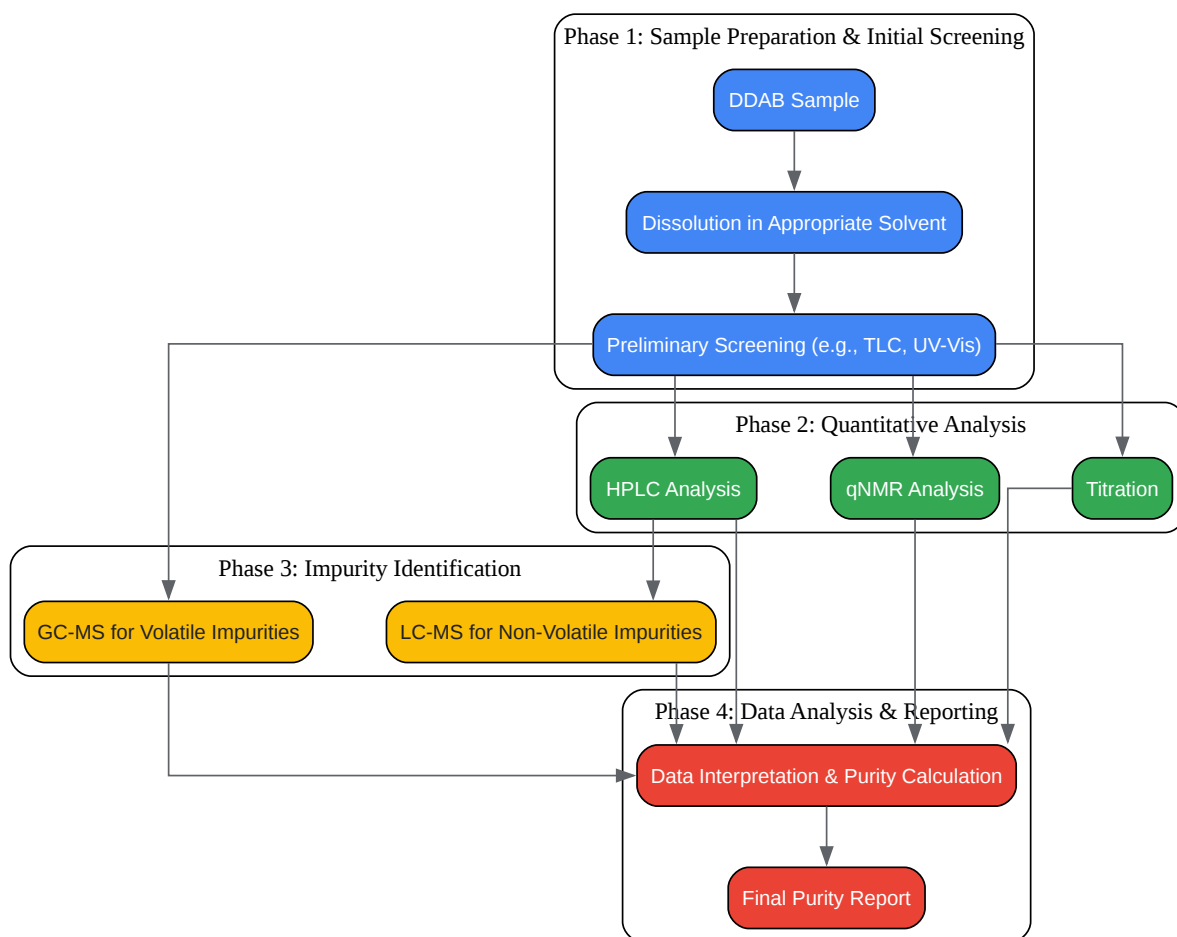 Phase 1: Sample Preparation & Initial Screening
DDAB Sample
Dissolution in Appropriate Solvent
Preliminary Screening (e.g., TLC, UV-Vis)
Phase 2: Quantitative Analysis
HPLC Analysis
qNMR Analysis
Titration
Phase 3: Impurity Identification
GC-MS for Volatile Impurities
LC-MS for Non-Volatile Impurities
Phase 4: Data Analysis & Reporting
Data Interpretation & Purity Calculation
Final Purity Report